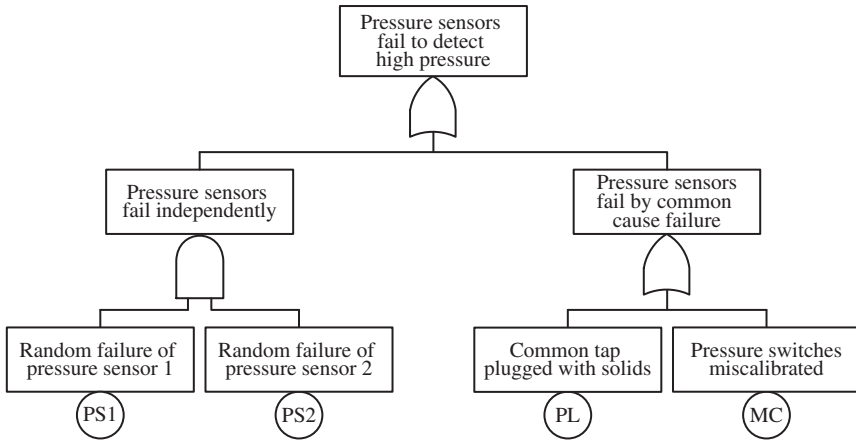 Pressure sensors
fail to detect
high pressure
Pressure sensors
fail independently
Pressure sensors
fail by common
cause failure
Random failure of
pressure sensor 1
Random failure of
pressure sensor 2
Common tap
plugged with solids
Pressure switches
miscalibrated
PS1
PS2
PL
MC